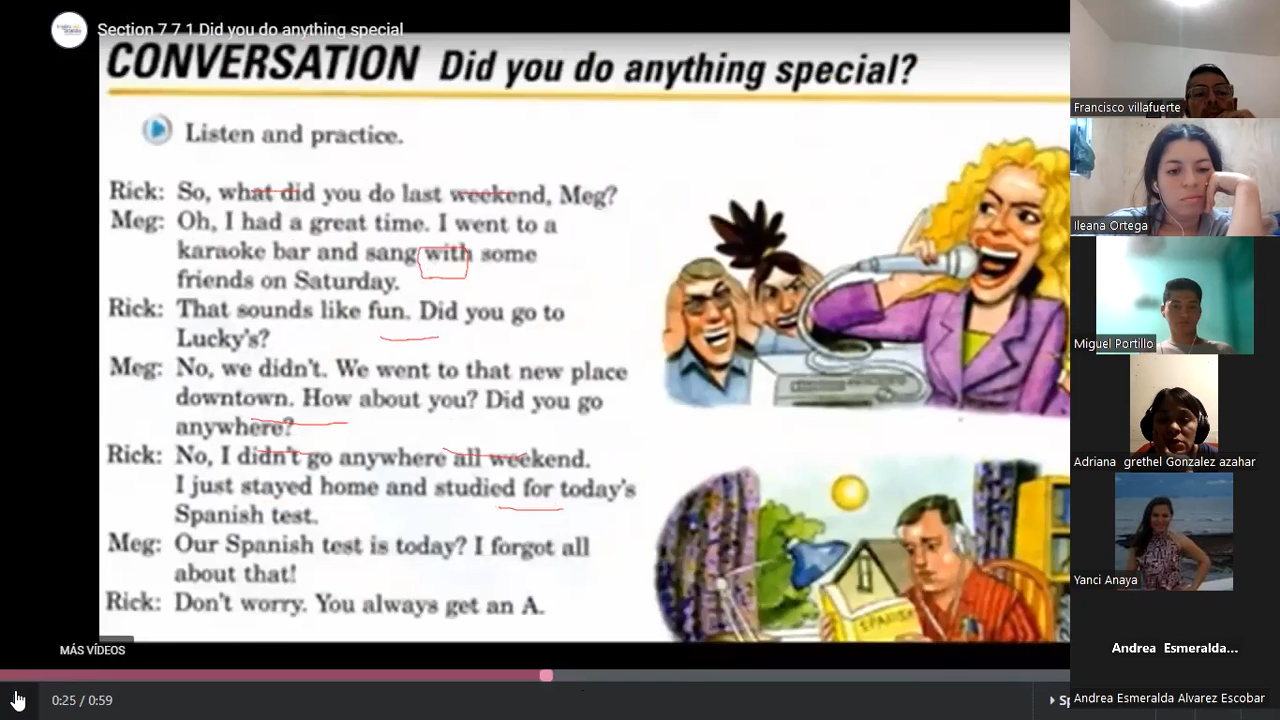 Section 7 7 1 Did you do anything special
CONVERSATION Did you do anything special?
Listen and practice.
Rick: So, what did you do last weekend, Meg?
Meg: Oh, I had a great time. I went to a
karaoke bar and sang with some
friends on Saturday.
Rick: That sounds like fun. Did you go to
Lucky's?
Meg: No, we didn't. We went to that new place
downtown. How about you? Did you go
anywhere?
Rick: No, I didn't go anywhere all weekend.
I just stayed home and studied for today's
Spanish test.
Meg: Our Spanish test is today? I forgot all
about that!
Rick: Don't worry. You always get an A.
SPANISH
MÁS VÍDEOS
0:25 / 0:59
Francisco villafuerte
Ileana Ortega
Miguel Portillo
Adriana grethel Gonzalez azahar
Yanci Anaya
Andrea Esmeralda...
Andrea Esmeralda Alvarez Escobar